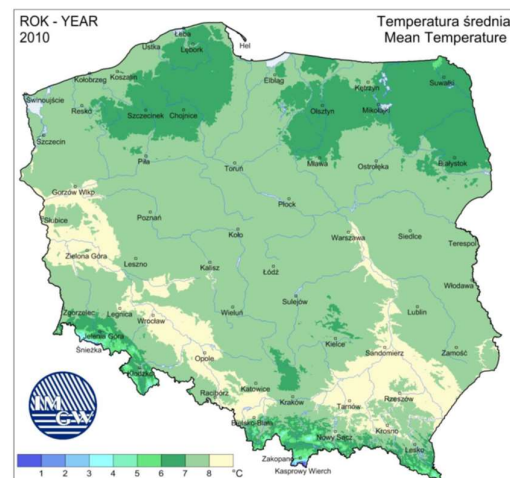 ROK - YEAR
2010
Temperatura średnia
Mean Temperature
Łeba
Ustka
Lębork
Hel
Koszalin
Kołobrzeg
Elbląg
Kętrzyn
Suwałki
Świnoujście
Resko
Szczecinek
Chojnice
Olsztyn
Mikołajki
Szczecin
Piła
Toruń
Mława
Ostrołęka
Białystok
Gorzów Wlkp
Słubice
Poznań
Płock
Koło
Warszawa
Siedlce
Terespol
Zielona Góra
Leszno
Kalisz
Łódź
Włodawa
Zgorzelec
Legnica
Wrocław
Wieluń
Sulejów
Lublin
Jelenia Góra
Śnieżka
Kielce
Sandomierz
Zamość
Kłodzko
Opole
Racibórz
Katowice
Kraków
Tarnów
Rzeszów
Bielsko-Biała
Nowy Sącz
Krosno
Lesko
Zakopane
Kasprowy Wierch
IM
GW
1 2 3 4 5 6 7 8 °C